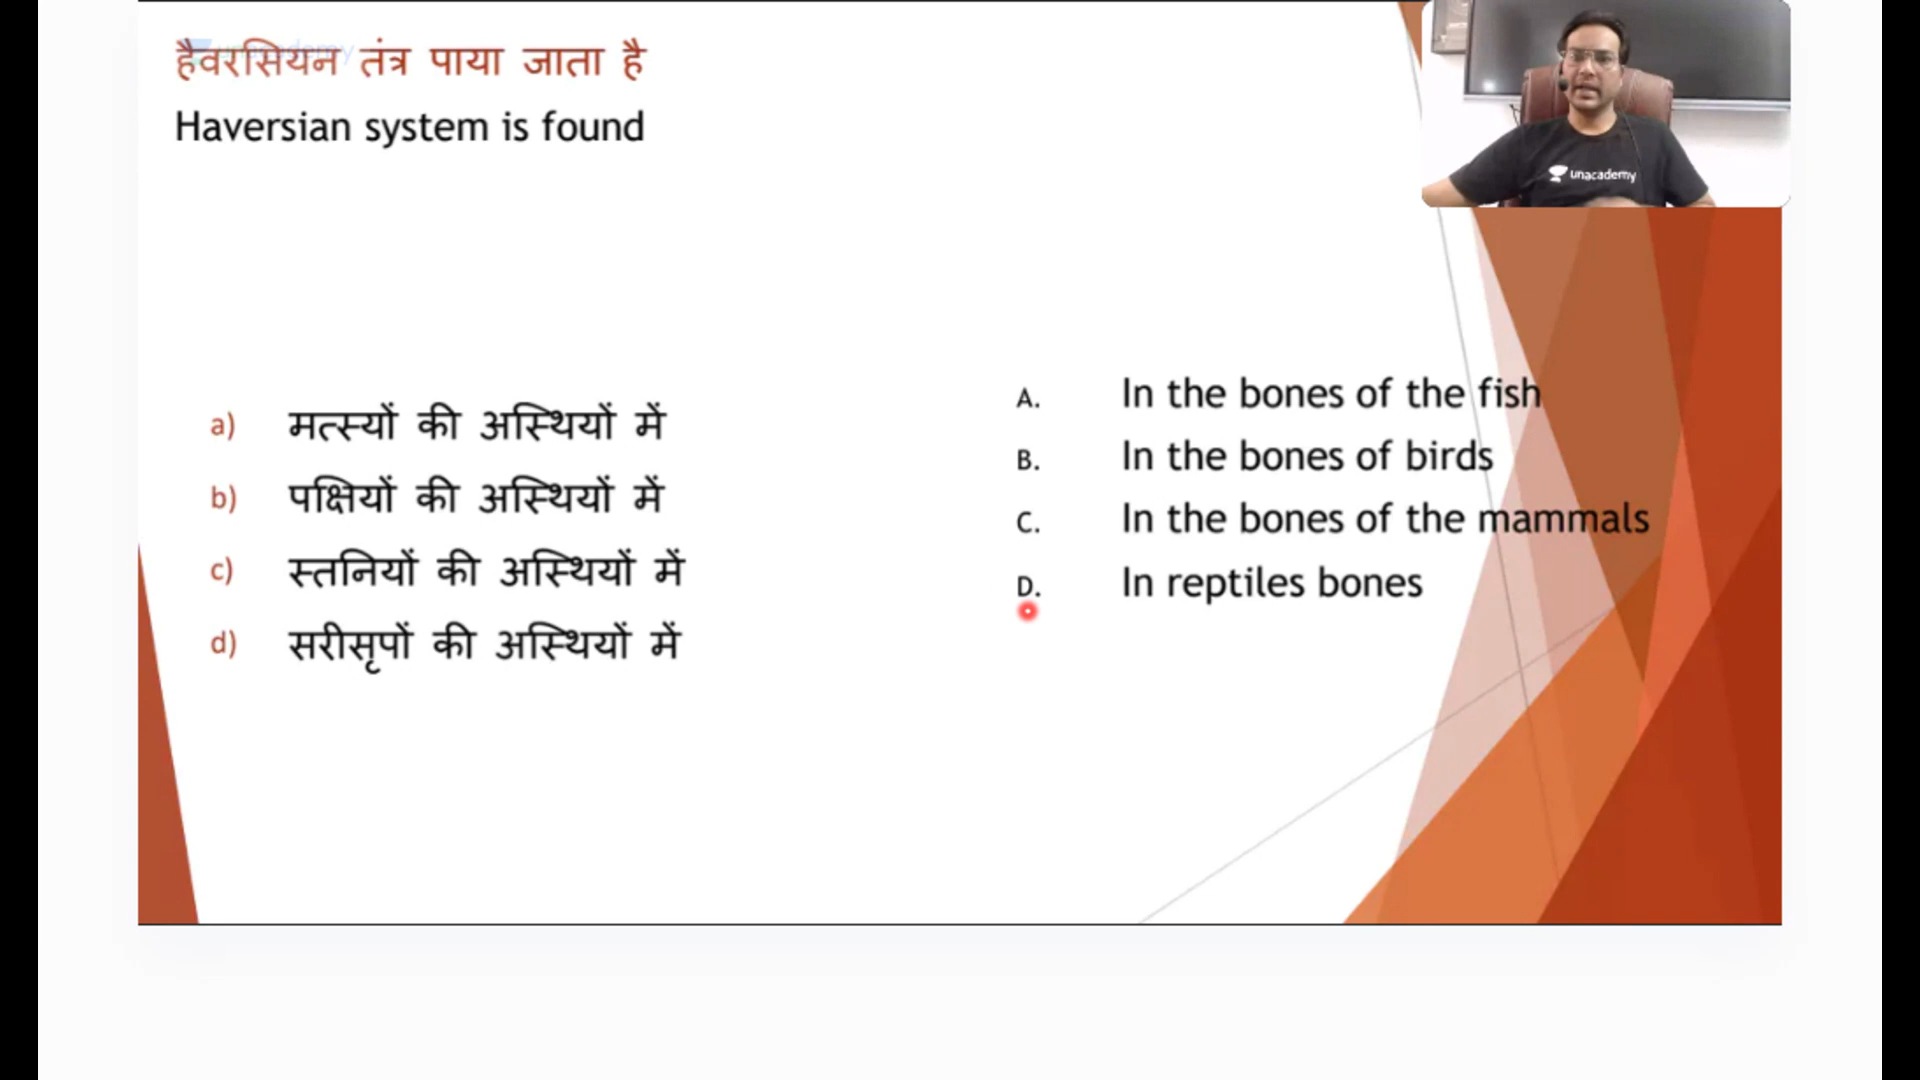 हैवरसियन तंत्र पाया जाता है
Haversian system is found
unacademy
a) मत्स्यों की अस्थियों में
b) पक्षियों की अस्थियों में
c) स्तनियों की अस्थियों में
d) सरीसृपों की अस्थियों में
A. In the bones of the fish
B. In the bones of birds
C. In the bones of the mammals
D. In reptiles bones